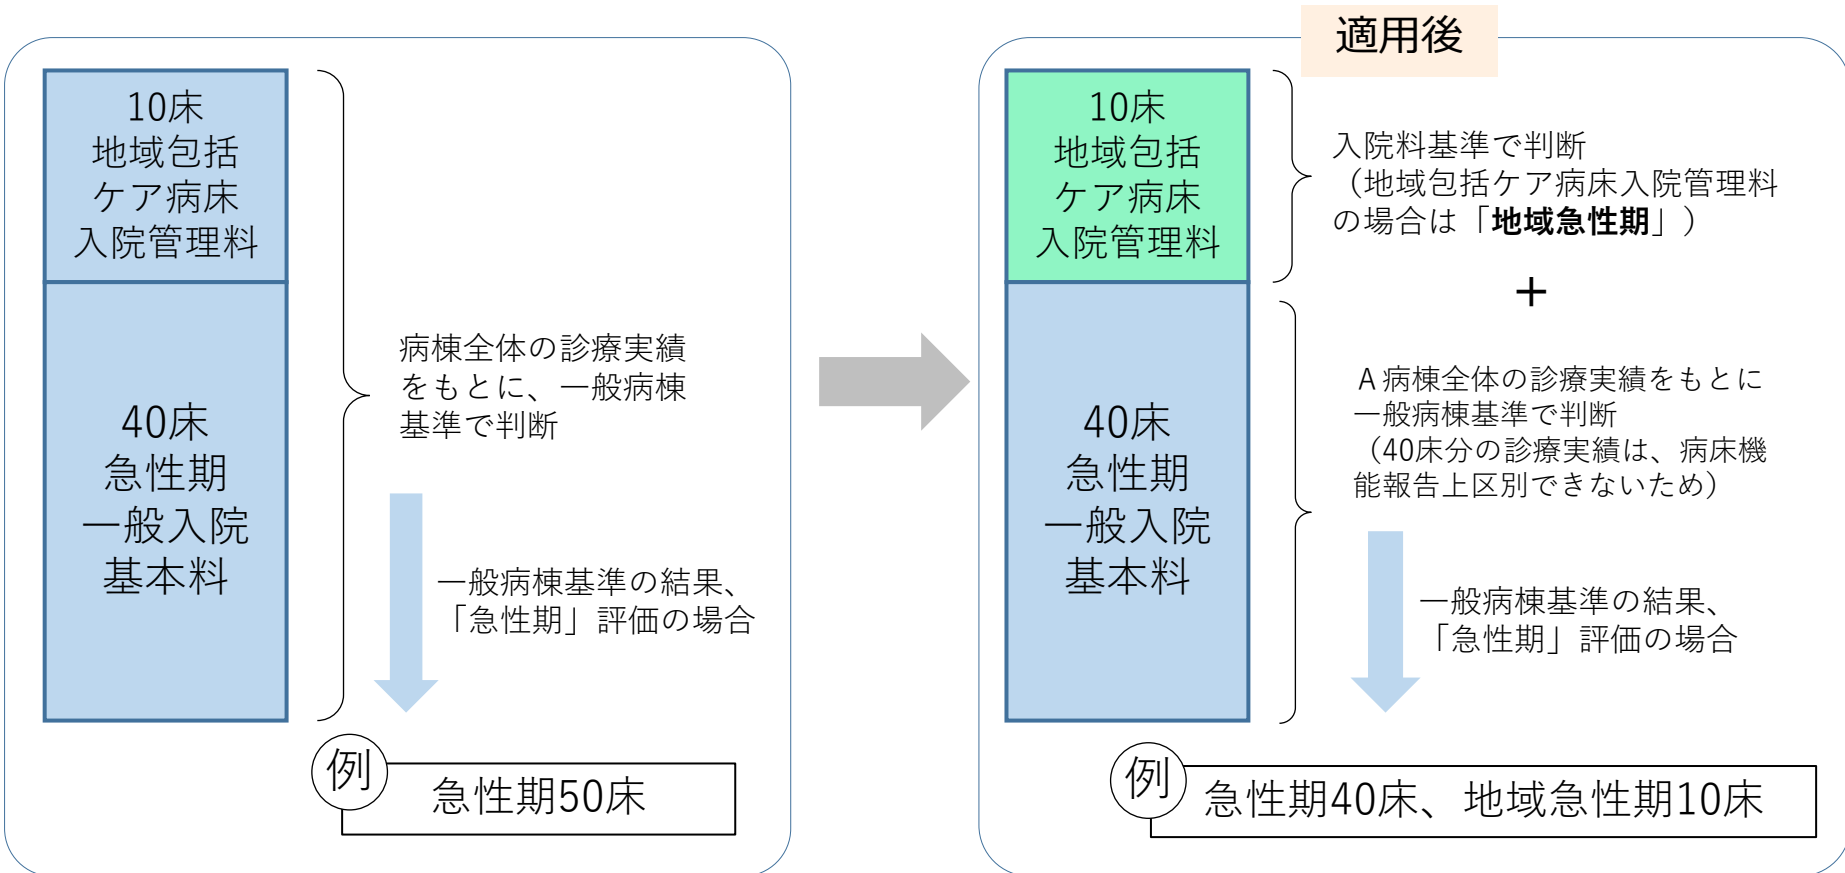 10床
地域包括
ケア病床
入院管理料
40床
急性期
一般入院
基本料
病棟全体の診療実績
をもとに、一般病棟
基準で判断
一般病棟基準の結果、
「急性期」評価の場合
例
急性期50床
適用後
10床
地域包括
ケア病床
入院管理料
40床
急性期
一般入院
基本料
入院料基準で判断
（地域包括ケア病床入院管理料
の場合は「地域急性期」）
＋
A病棟全体の診療実績をもとに
一般病棟基準で判断
（40床分の診療実績は、病床機
能報告上区別できないため）
一般病棟基準の結果、
「急性期」評価の場合
例
急性期40床、地域急性期10床